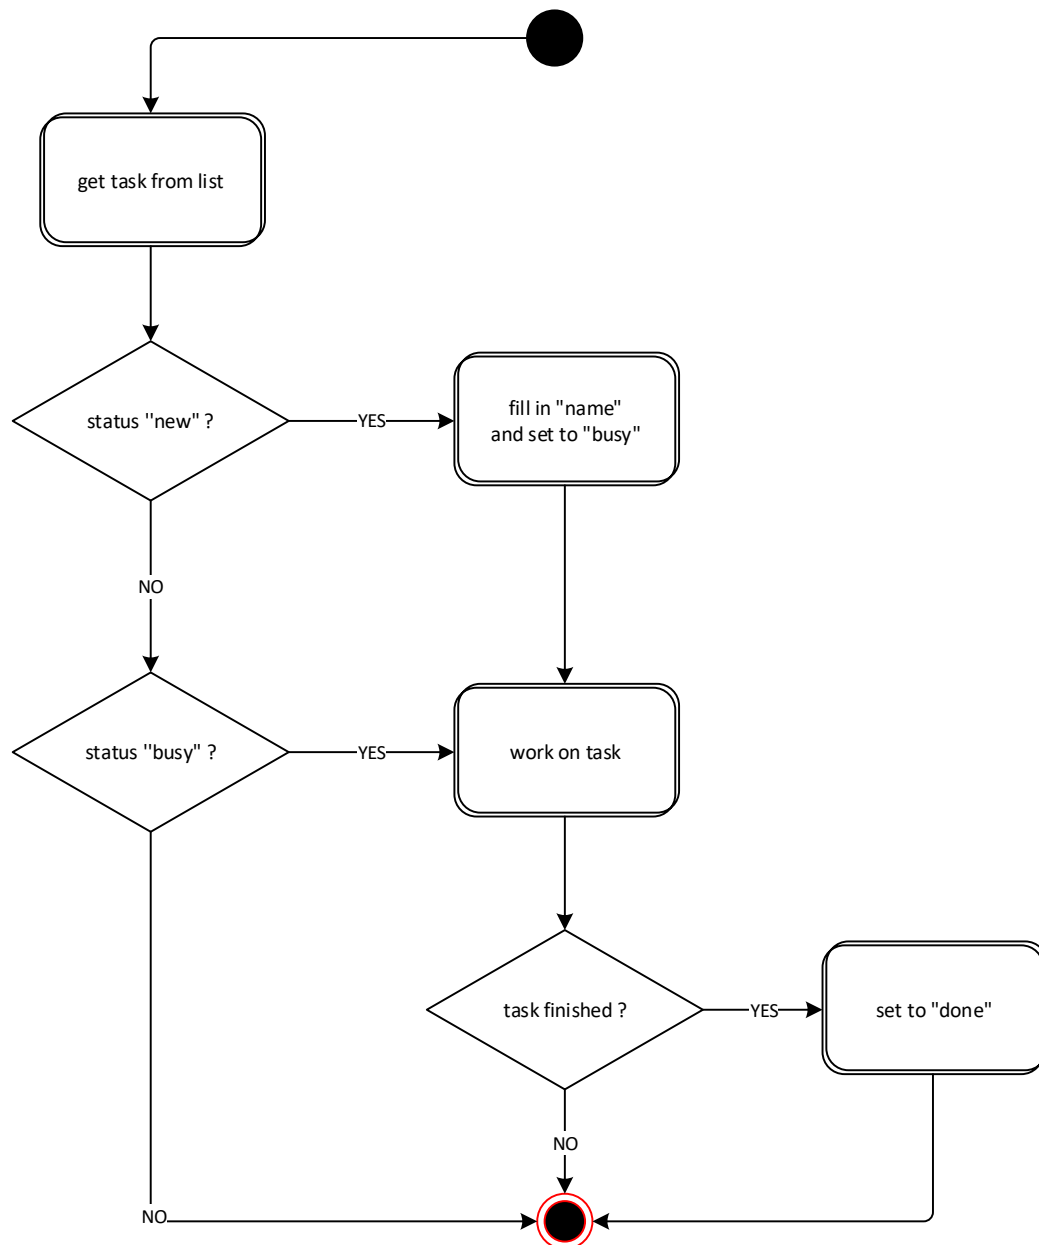 get task from list
status "new" ?
YES
fill in "name"
and set to "busy"
NO
status "busy" ?
YES
work on task
task finished ?
YES
set to "done"
NO
NO